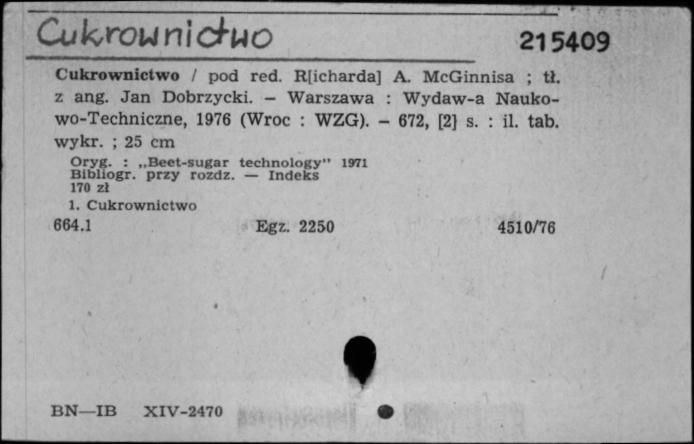 Cukrownictwo
215409
Cukrownictwo / pod red. R[icharda] A. McGinnisa ; tł.
z ang. Jan Dobrzycki. – Warszawa : Wydaw-a Nauko-
wo-Techniczne, 1976 (Wroc : WZG). – 672, [2] s. : il. tab.
wykr. ; 25 cm
Oryg. : „Beet-sugar technology” 1971
Bibliogr. przy rozdz. — Indeks
170 zł
1. Cukrownictwo
664.1 Egz. 2250 4510/76
BN—IB XIV-2470